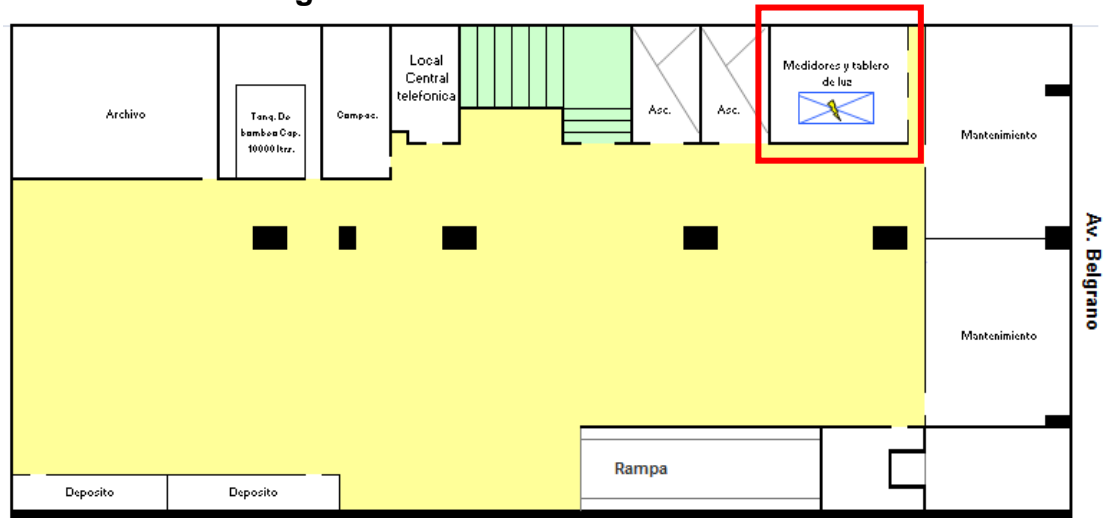 Archivo
Tanq. De
bombeo Cap.
10000 ltrs.
Compac.
Local
Central
telefonica
Asc.
Asc.
Medidores y tablero
de luz
Mantenimiento
Av. Belgrano
Mantenimiento
Rampa
Deposito
Deposito